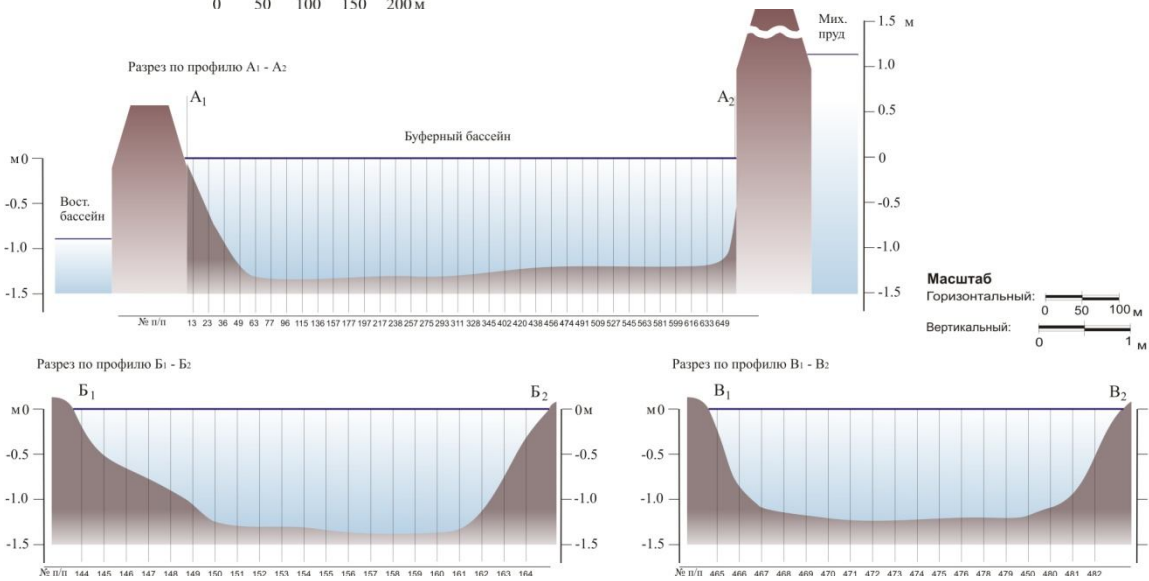 0 50 100 150 200 м
Мих.
пруд
1.5 м
1.0
0.5
0
-0.5
-1.0
-1.5
Разрез по профилю А1 - А2
А1
А2
Буферный бассейн
м 0
-0.5
-1.0
-1.5
Вост.
бассейн
№ п/п 13 23 36 49 63 77 96 115 136 157 177 197 217 238 257 275 293 311 328 345 402 420 438 456 474 491 509 527 545 563 581 599 616 633 649
Масштаб
Горизонтальный: 0 50 100 м
Вертикальный: 0 1 м
Разрез по профилю Б1 - Б2
Б1
Б2
м 0
-0.5
-1.0
-1.5
0 м
-0.5
-1.0
-1.5
№ п/п 144 145 146 147 148 149 150 151 152 153 154 155 156 157 158 159 160 161 162 163 164
Разрез по профилю В1 - В2
В1
В2
м 0
-0.5
-1.0
-1.5
№ п/п 465 466 467 468 469 470 471 472 473 474 475 476 477 478 479 450 480 481 482